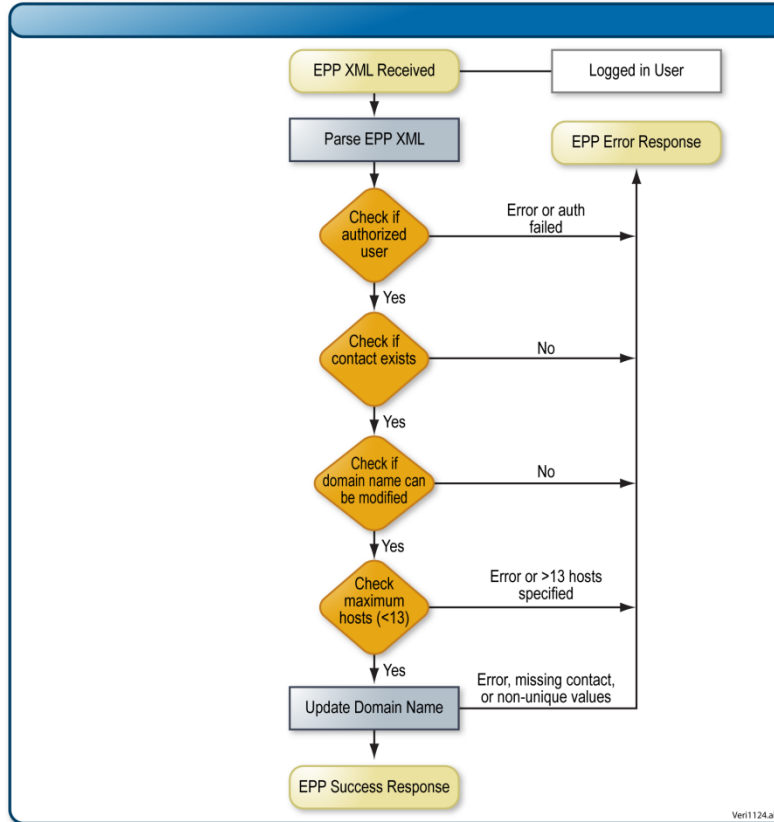 EPP XML Received
Logged in User
Parse EPP XML
EPP Error Response
Check if
authorized
user
Error or auth
failed
Yes
Check if
contact exists
No
Yes
Check if
domain name can
be modified
No
Yes
Check
maximum
hosts (<13)
Error or >13 hosts
specified
Yes
Error, missing contact,
or non-unique values
Update Domain Name
EPP Success Response